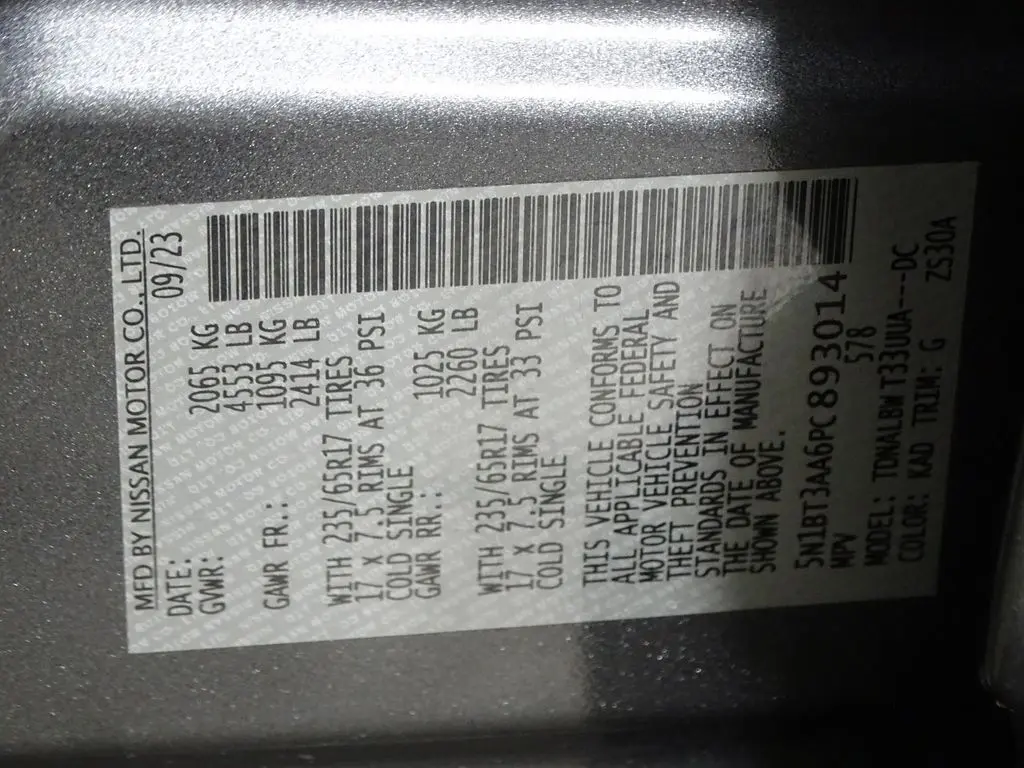 MFD BY NISSAN MOTOR CO.,LTD.
DATE: 09/23
GVWR: 2065 KG
4553 LB
GAWR FR.: 1095 KG
2414 LB
WITH 235/65R17 TIRES
17 X 7.5 RIMS AT 36 PSI
COLD SINGLE
GAWR RR.: 1025 KG
2260 LB
WITH 235/65R17 TIRES
17 X 7.5 RIMS AT 33 PSI
COLD SINGLE
THIS VEHICLE CONFORMS TO
ALL APPLICABLE FEDERAL
MOTOR VEHICLE SAFETY AND
THEFT PREVENTION
STANDARDS IN EFFECT ON
THE DATE OF MANUFACTURE
SHOWN ABOVE.
5N1BT3AA6PC893014
MPV 578
MODEL: TONALBW T33UUA---DC
COLOR: KAD TRIM: G ZS30A